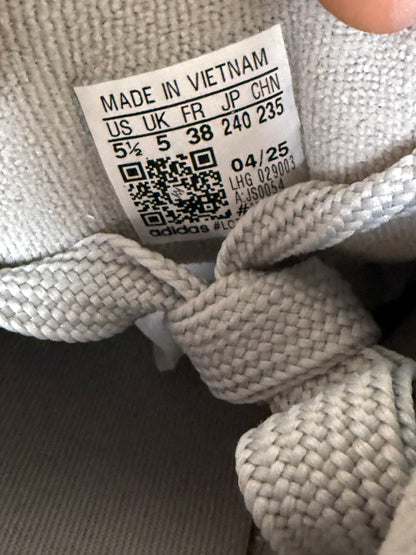 MADE IN VIETNAM
US UK FR JP CHN
5½ 5 38 240 235
04/25
LHG 029003
A:JS0054
adidas